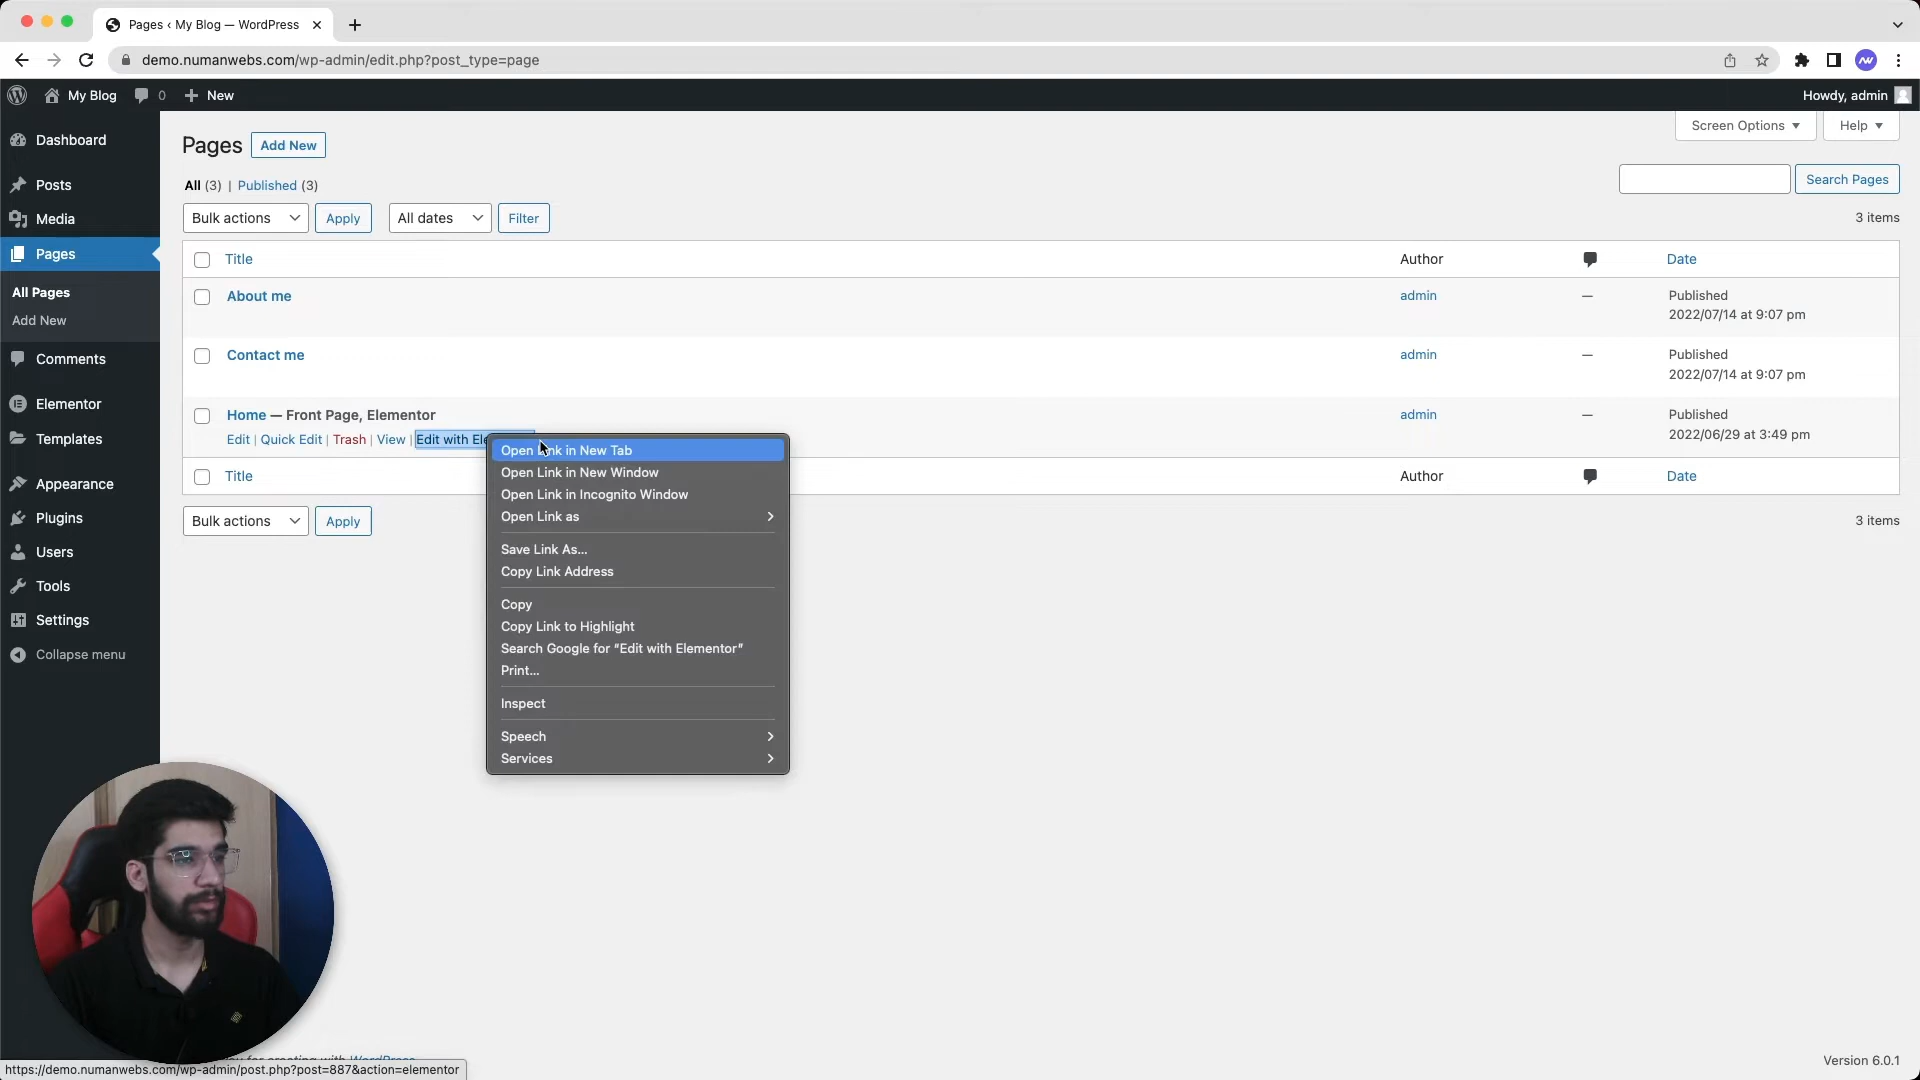 Pages ‹ My Blog — WordPress
demo.numanwebs.com/wp-admin/edit.php?post_type=page
My Blog 0 New
Howdy, admin
Screen Options
Help
Dashboard
Posts
Media
Pages
All Pages
Add New
Comments
Elementor
Templates
Appearance
Plugins
Users
Tools
Settings
Collapse menu
Pages Add New
All (3) | Published (3)
Search Pages
Bulk actions Apply All dates Filter
3 items
Title Author Date
About me admin — Published
2022/07/14 at 9:07 pm
Contact me admin — Published
2022/07/14 at 9:07 pm
Home — Front Page, Elementor admin — Published
2022/06/29 at 3:49 pm
Edit | Quick Edit | Trash | View | Edit with Ele
Title Author Date
Bulk actions Apply
3 items
Open Link in New Tab
Open Link in New Window
Open Link in Incognito Window
Open Link as
Save Link As...
Copy Link Address
Copy
Copy Link to Highlight
Search Google for “Edit with Elementor”
Print...
Inspect
Speech
Services
for creating with WordPress
Version 6.0.1
https://demo.numanwebs.com/wp-admin/post.php?post=887&action=elementor